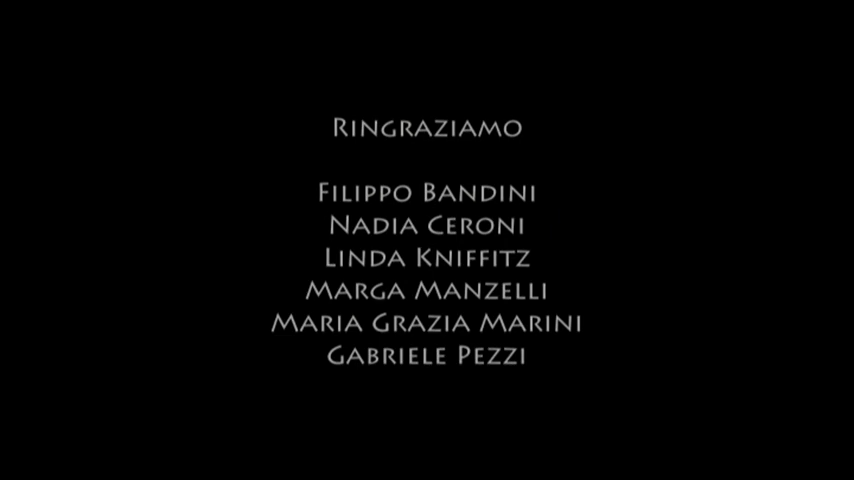 Ringraziamo
Filippo Bandini
Nadia Ceroni
Linda Kniffitz
Marga Manzelli
Maria Grazia Marini
Gabriele Pezzi